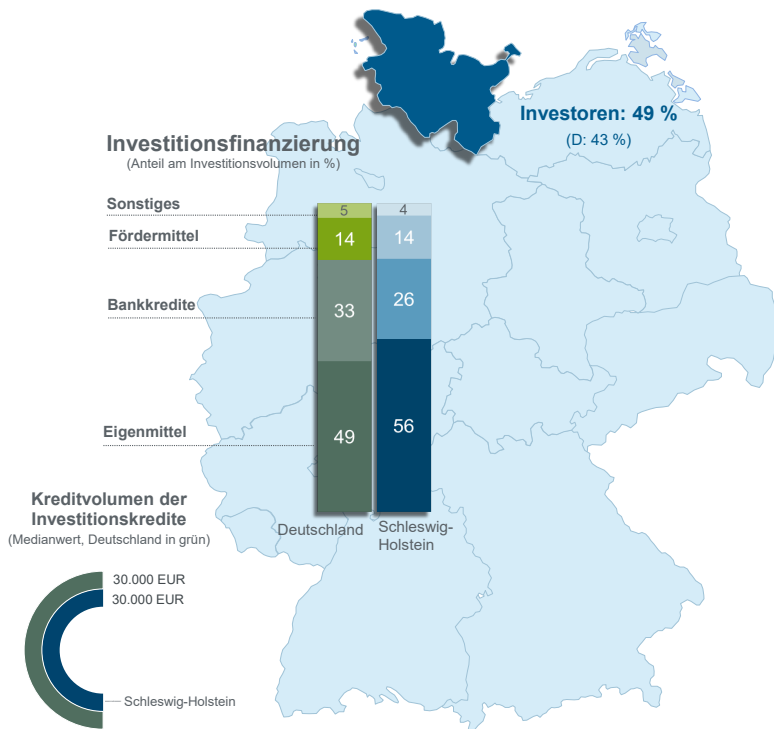 Investoren: 49 %
(D: 43 %)
Investitionsfinanzierung
(Anteil am Investitionsvolumen in %)
Sonstiges
5
4
Fördermittel
14
14
Bankkredite
33
26
Eigenmittel
49
56
Deutschland
Schleswig-
Holstein
Kreditvolumen der
Investitionskredite
(Medianwert, Deutschland in grün)
30.000 EUR
30.000 EUR
Schleswig-Holstein